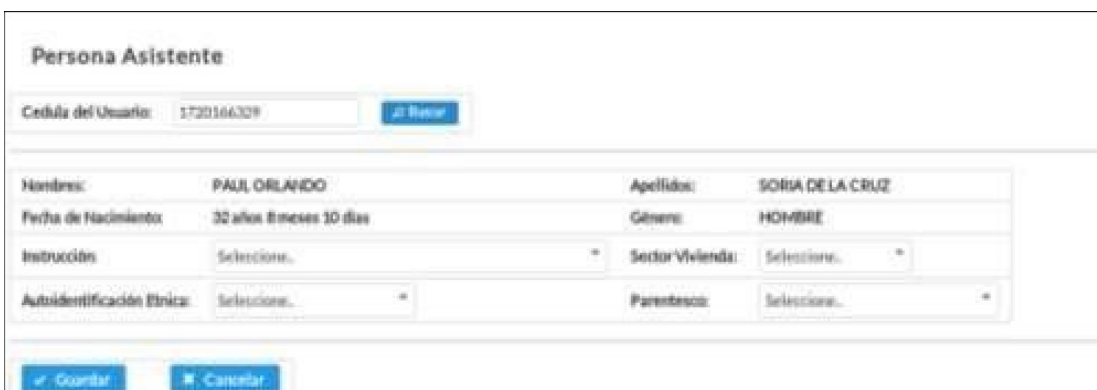 Persona Asistente
Cedula del Usuario: 1720166329 Buscar
Nombres: PAUL ORLANDO Apellidos: SORIA DE LA CRUZ
Fecha de Nacimiento: 32 años 8 meses 10 dias Género: HOMBRE
Instrucción: Seleccione.. Sector Vivienda: Seleccione..
Autoidentificación Etnica: Seleccione.. Parentesco: Seleccione..
Guardar Cancelar